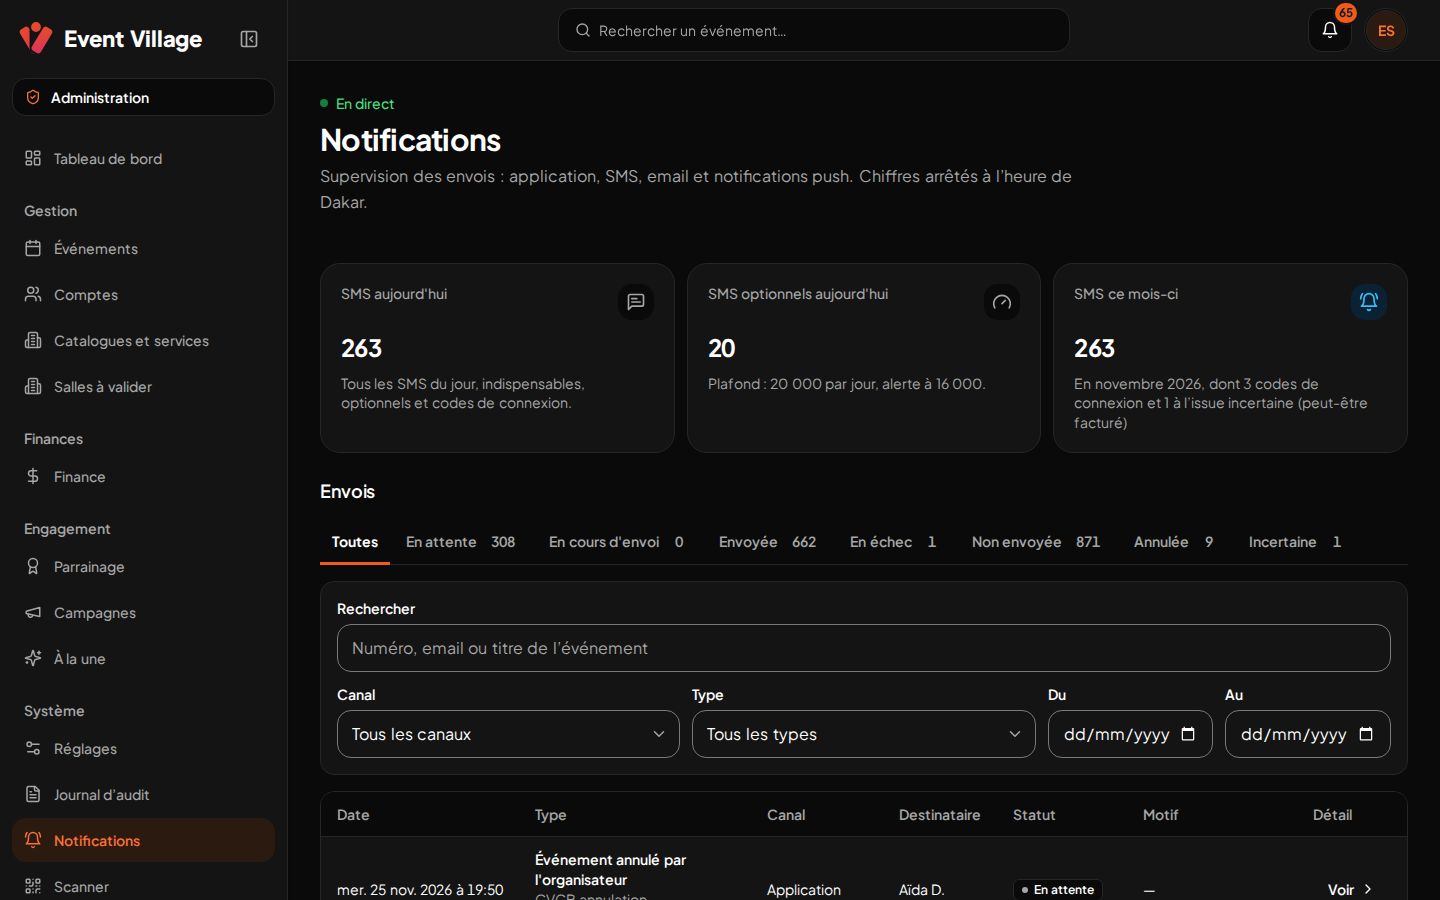 Event Village
Rechercher un événement…
65
ES
Administration
Tableau de bord
Gestion
Événements
Comptes
Catalogues et services
Salles à valider
Finances
Finance
Engagement
Parrainage
Campagnes
À la une
Système
Réglages
Journal d’audit
Notifications
Scanner
En direct
Notifications
Supervision des envois : application, SMS, email et notifications push. Chiffres arrêtés à l’heure de
Dakar.
SMS aujourd'hui
263
Tous les SMS du jour, indispensables,
optionnels et codes de connexion.
SMS optionnels aujourd'hui
20
Plafond : 20 000 par jour, alerte à 16 000.
SMS ce mois-ci
263
En novembre 2026, dont 3 codes de
connexion et 1 à l’issue incertaine (peut-être
facturé)
Envois
Toutes En attente 308 En cours d'envoi 0 Envoyée 662 En échec 1 Non envoyée 871 Annulée 9 Incertaine 1
Rechercher
Numéro, email ou titre de l’événement
Canal Type Du Au
Tous les canaux Tous les types dd/mm/yyyy dd/mm/yyyy
Date Type Canal Destinataire Statut Motif Détail
Événement annulé par
l'organisateur
mer. 25 nov. 2026 à 19:50 Application Aïda D. En attente — Voir